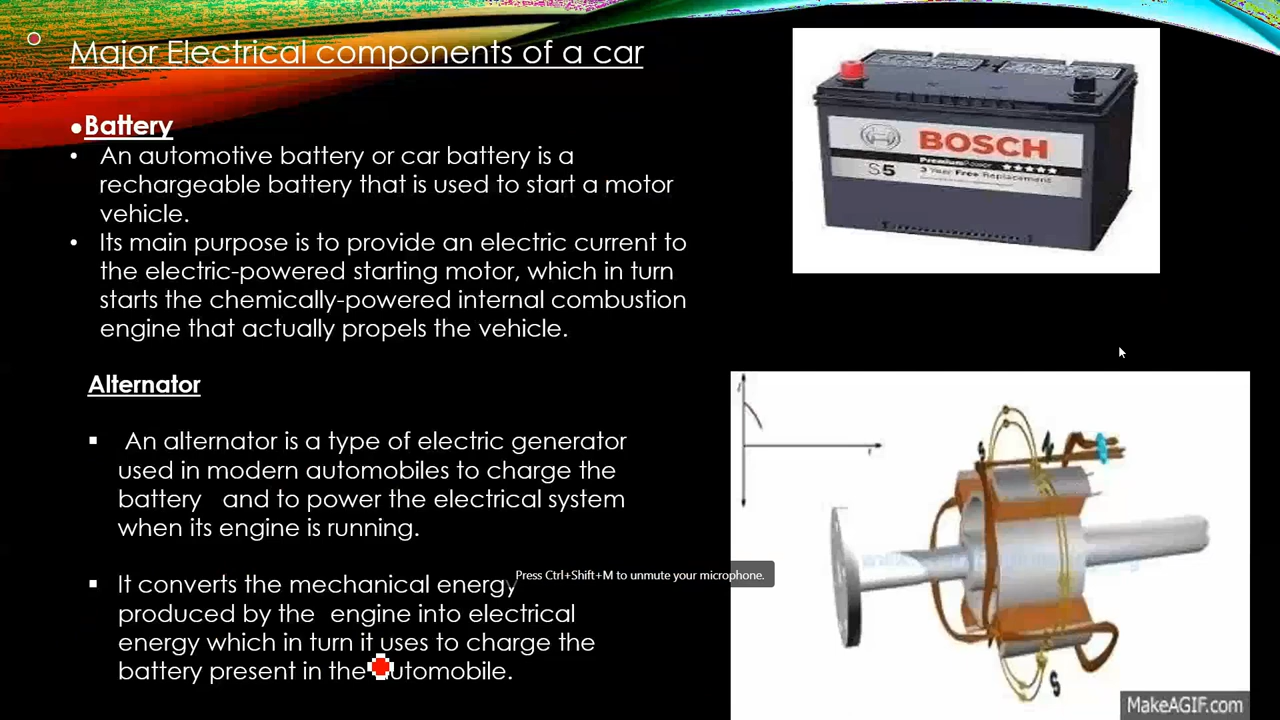 Major Electrical components of a car
●Battery
• An automotive battery or car battery is a
rechargeable battery that is used to start a motor
vehicle.
• Its main purpose is to provide an electric current to
the electric-powered starting motor, which in turn
starts the chemically-powered internal combustion
engine that actually propels the vehicle.
Alternator
▪ An alternator is a type of electric generator
used in modern automobiles to charge the
battery and to power the electrical system
when its engine is running.
▪ It converts the mechanical energy
produced by the engine into electrical
energy which in turn it uses to charge the
battery present in the automobile.
BOSCH
PremiumPower ★★★★★
S5
3 Year Free Replacement
Press Ctrl+Shift+M to unmute your microphone.
S
MakeAGIF.com